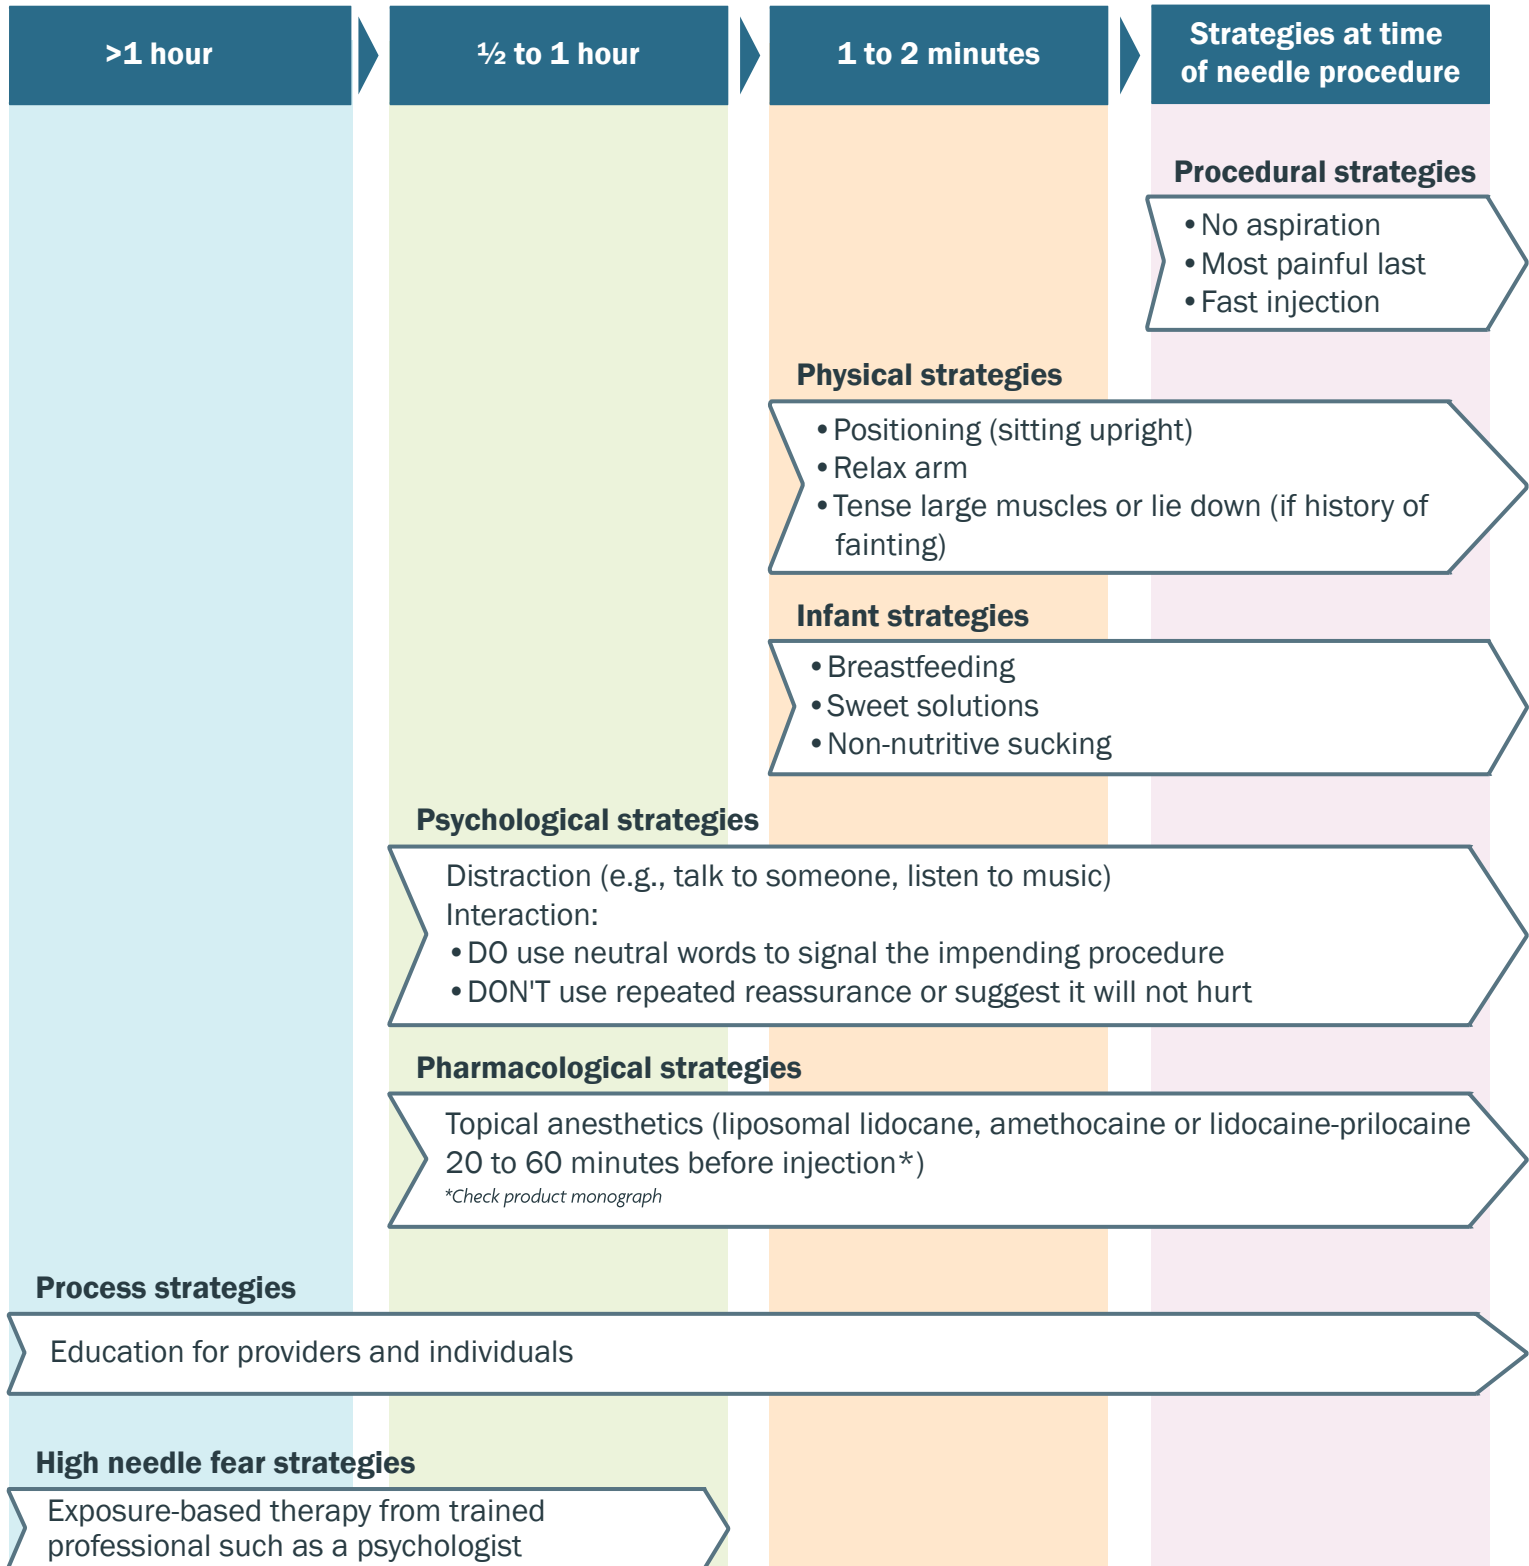 >1 hour
½ to 1 hour
1 to 2 minutes
Strategies at time
of needle procedure
Procedural strategies
•No aspiration
•Most painful last
•Fast injection
Physical strategies
•Positioning (sitting upright)
•Relax arm
•Tense large muscles or lie down (if history of
fainting)
Infant strategies
•Breastfeeding
•Sweet solutions
•Non-nutritive sucking
Psychological strategies
Distraction (e.g., talk to someone, listen to music)
Interaction:
•DO use neutral words to signal the impending procedure
•DON'T use repeated reassurance or suggest it will not hurt
Pharmacological strategies
Topical anesthetics (liposomal lidocane, amethocaine or lidocaine-prilocaine
20 to 60 minutes before injection*)
*Check product monograph
Process strategies
Education for providers and individuals
High needle fear strategies
Exposure-based therapy from trained
professional such as a psychologist